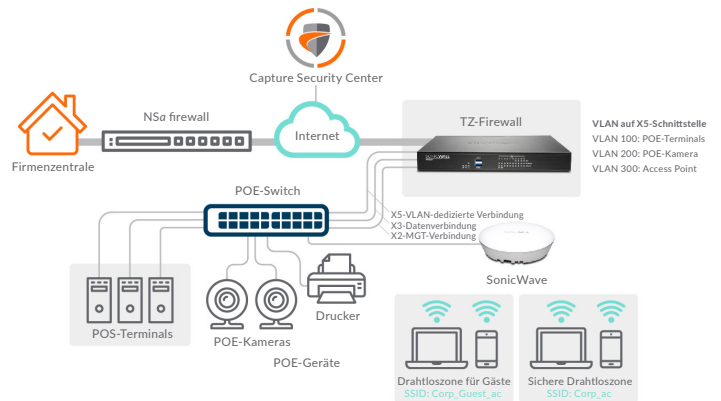 Capture Security Center
NSa firewall
Internet
TZ-Firewall
Firmenzentrale
VLAN auf X5-Schnittstelle
VLAN 100: POE-Terminals
VLAN 200: POE-Kamera
VLAN 300: Access Point
SONICWALL
POE-Switch
X5-VLAN-dedizierte Verbindung
X3-Datenverbindung
X2-MGT-Verbindung
SonicWave
POS-Terminals
POE-Kameras
Drucker
POE-Geräte
Drahtloszone für Gäste
SSID: Corp_Guest_ac
Sichere Drahtloszone
SSID: Corp_ac